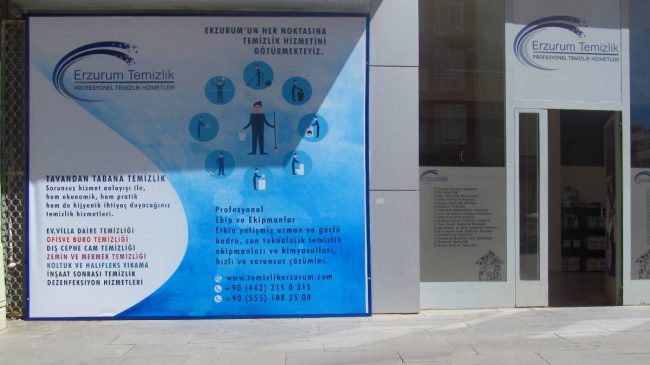 Erzurum Temizlik
PROFESYONEL TEMİZLİK HİZMETLERİ
ERZURUM'UN HER NOKTASINA
TEMİZLİK HİZMETİNİ
GÖTÜRMEKTEYİZ.
TAVANDAN TABANA TEMİZLİK
Sorunsuz hizmet anlayışı ile,
hem ekonomik, hem pratik
hem de hijyenik ihtiyaç duyacağınız
temizlik hizmetleri.
EV,VİLLA DAİRE TEMİZLİĞİ
OFİSVE BÜRO TEMİZLİĞİ
DIŞ CEPHE CAM TEMİZLİĞİ
ZEMİN VE MERMER TEMİZLİĞİ
KOLTUK VE HALIFLEKS YIKAMA
İNŞAAT SONRASI TEMİZLİK
DEZENFEKSİYON HİZMETLERİ
Profesyonel
Ekip ve Ekipmanlar
Etkin yetişmiş uzman ve güçlü
kadro, son teknolojik temizlik
ekipmanları ve kimyasalları,
hızlı ve sorunsuz çözümler.
www.temizlikerzurum.com
+90 (442) 315 0 315
+90 (555) 108 25 00
Erzurum Temizlik
PROFESYONEL TEMİZLİK HİZMETLERİ
Erzurum Temizlik